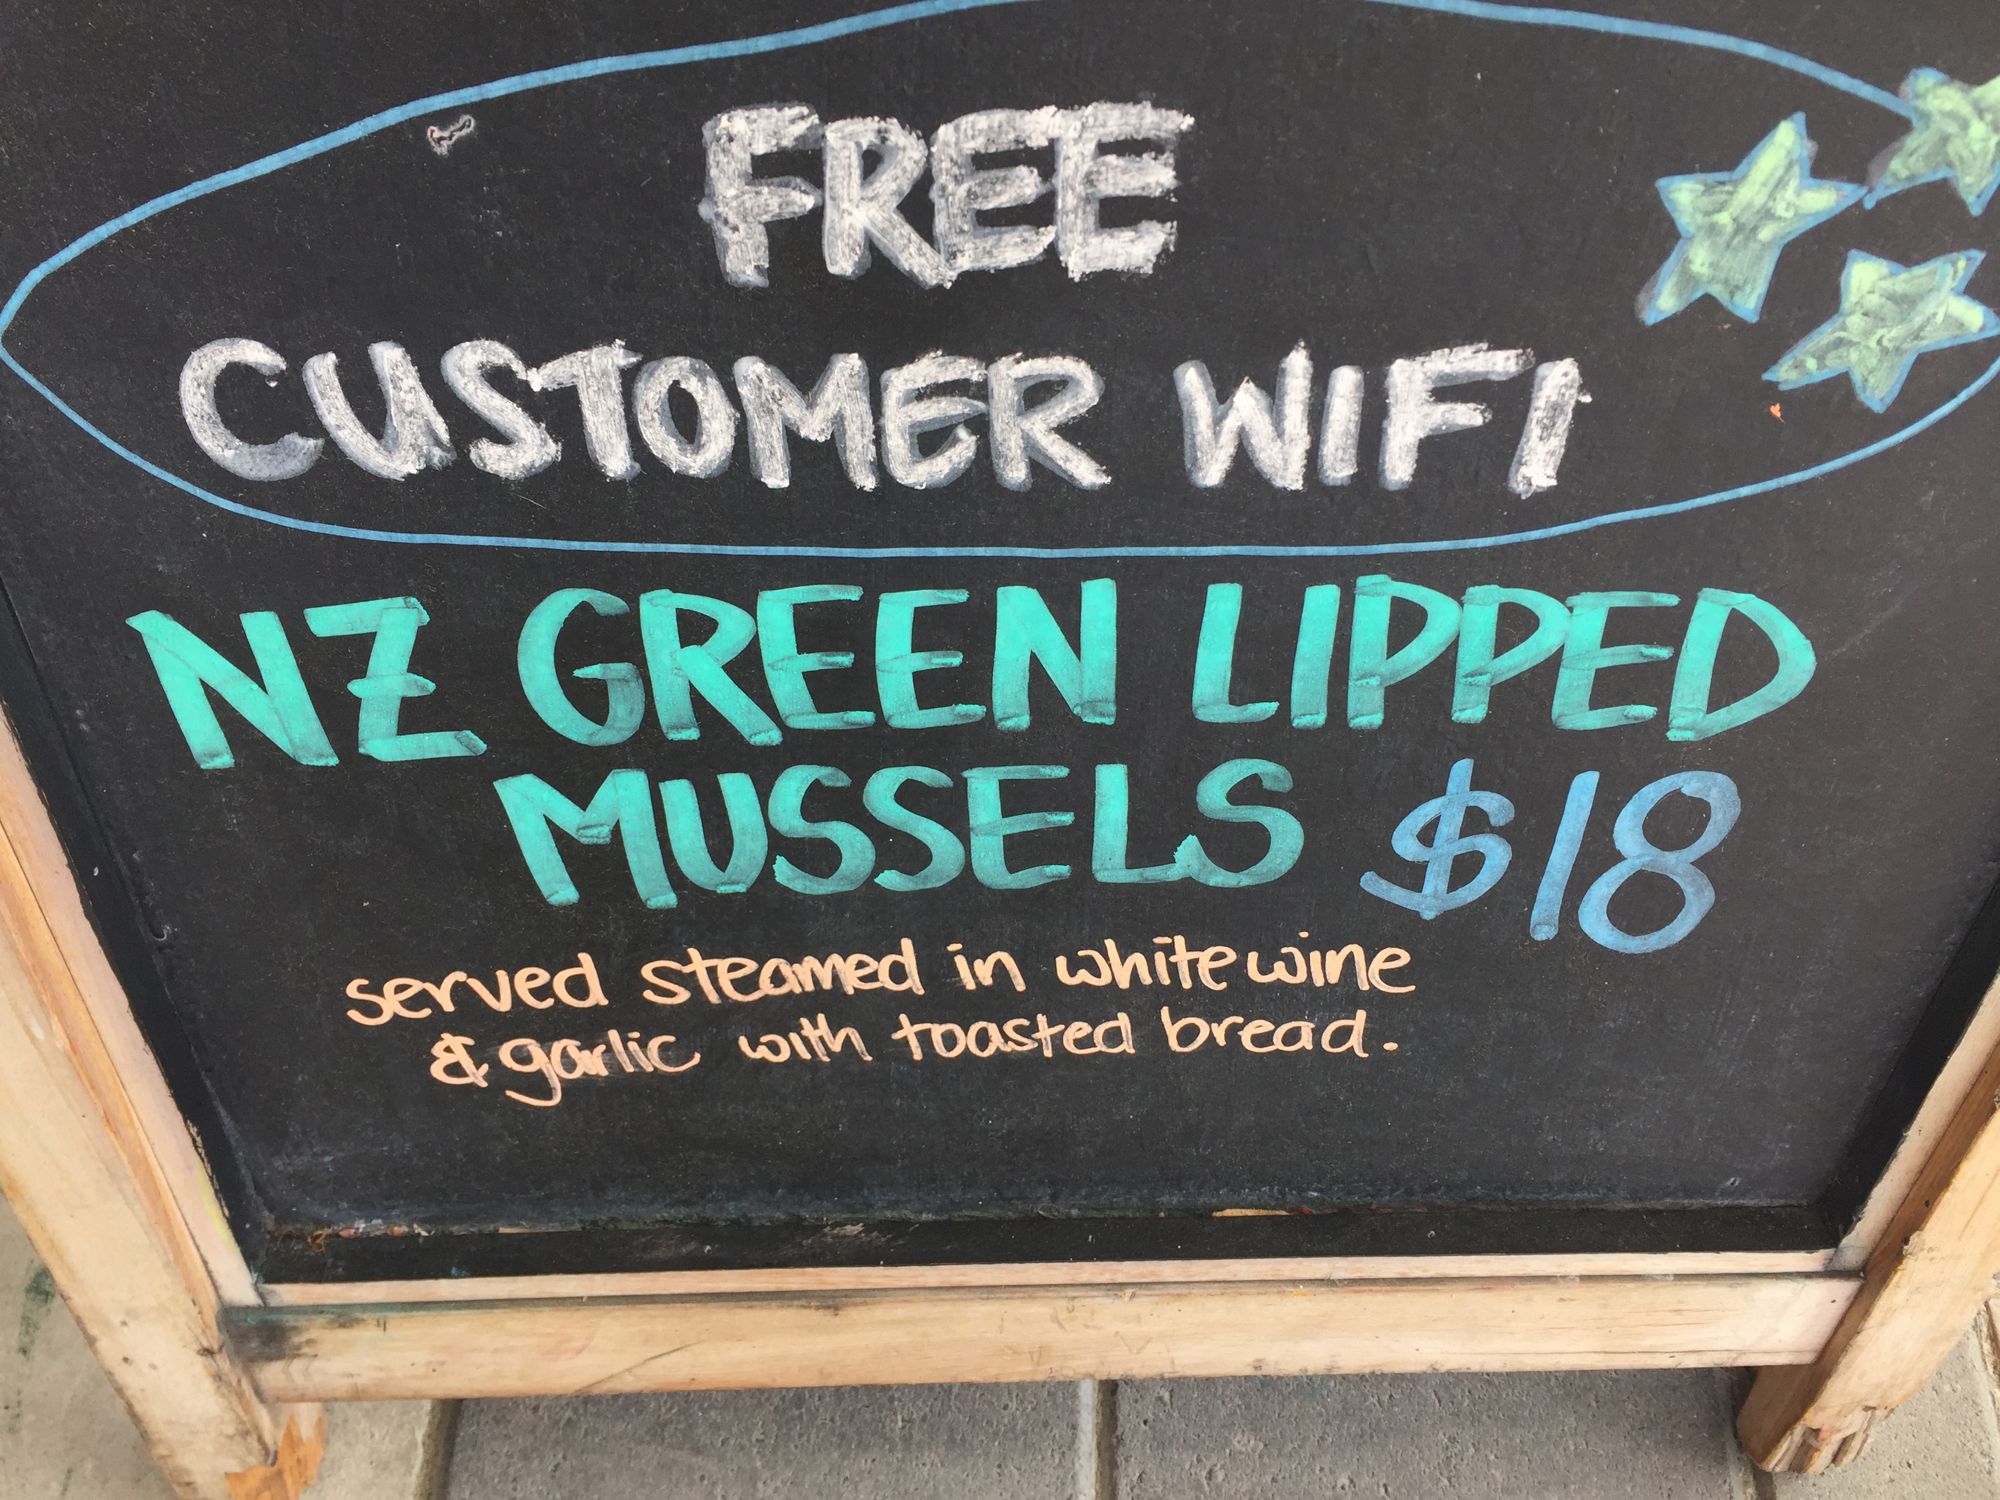 FREE
CUSTOMER WIFI
NZ GREEN LIPPED
MUSSELS $18
served steamed in white wine
& garlic with toasted bread.